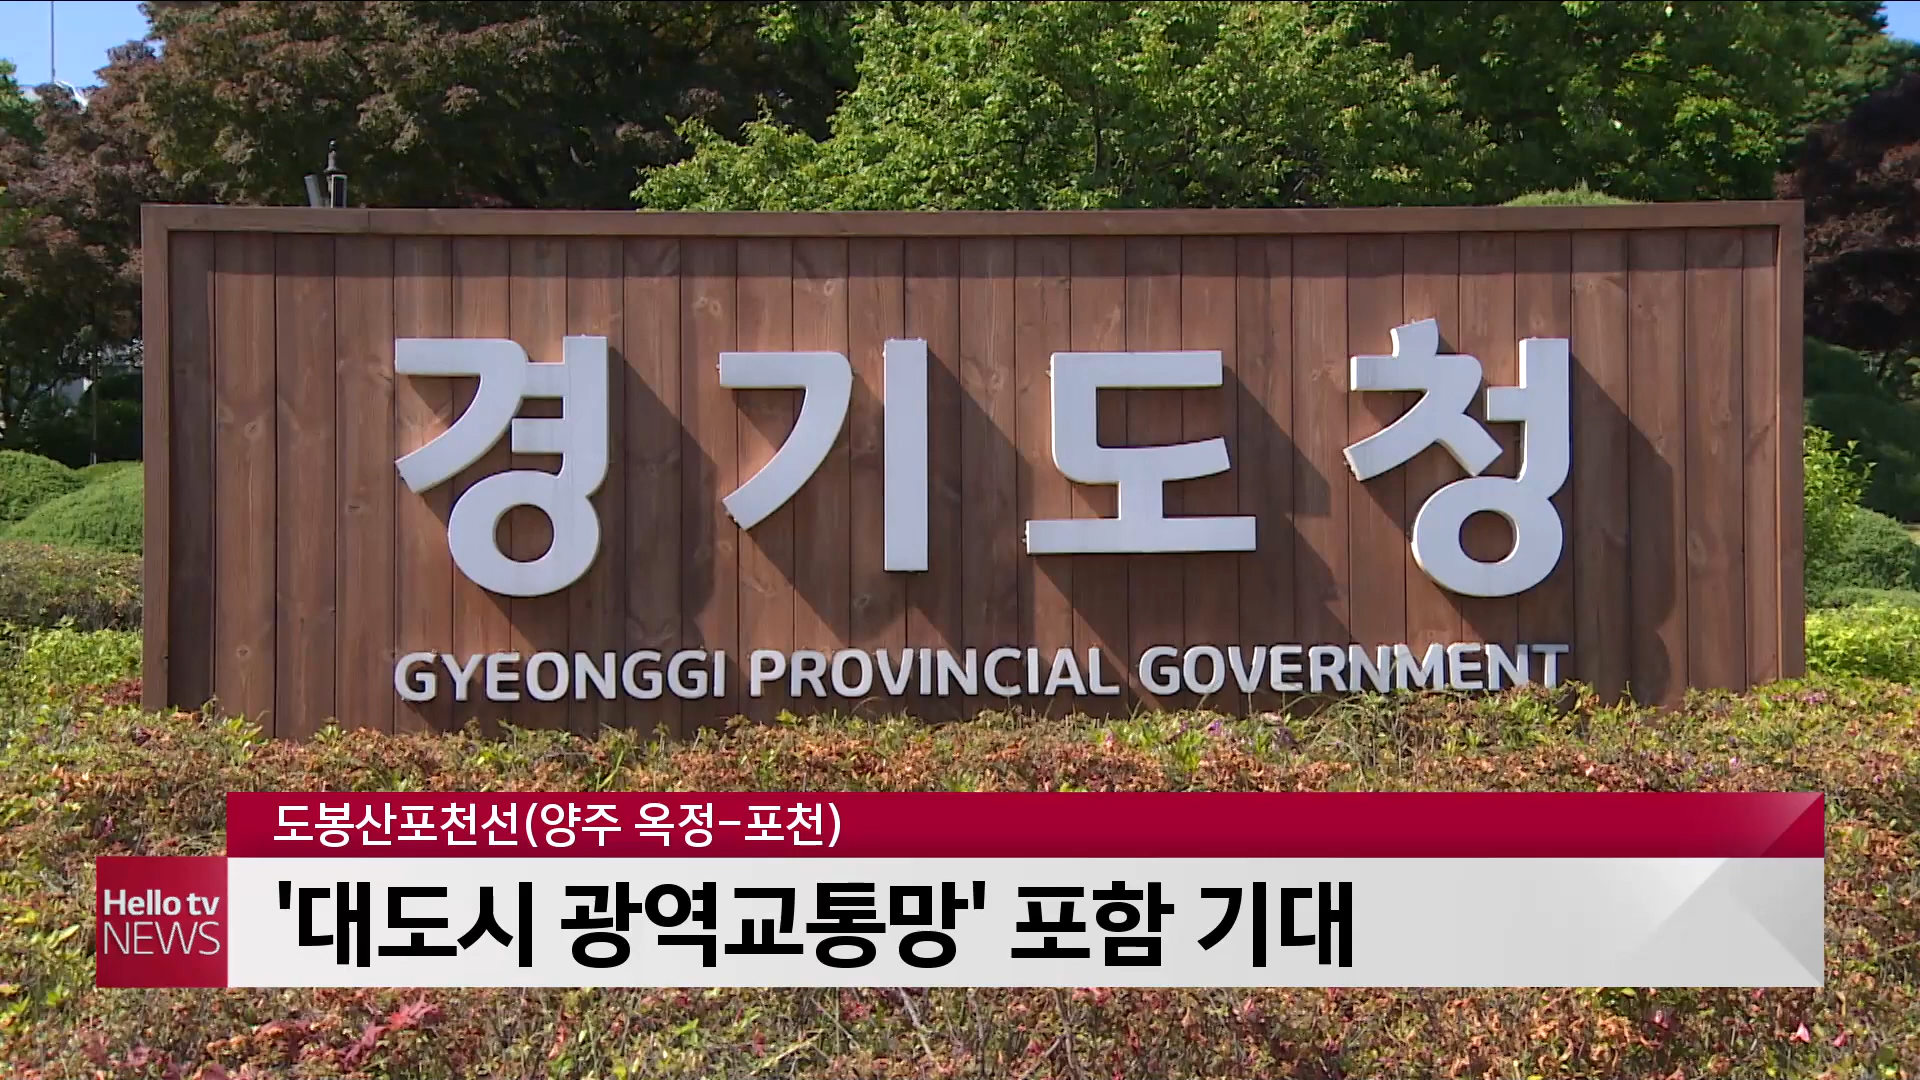 경기도청
GYEONGGI PROVINCIAL GOVERNMENT
도봉산포천선(양주 옥정-포천)
Hello tv
NEWS
'대도시 광역교통망' 포함 기대